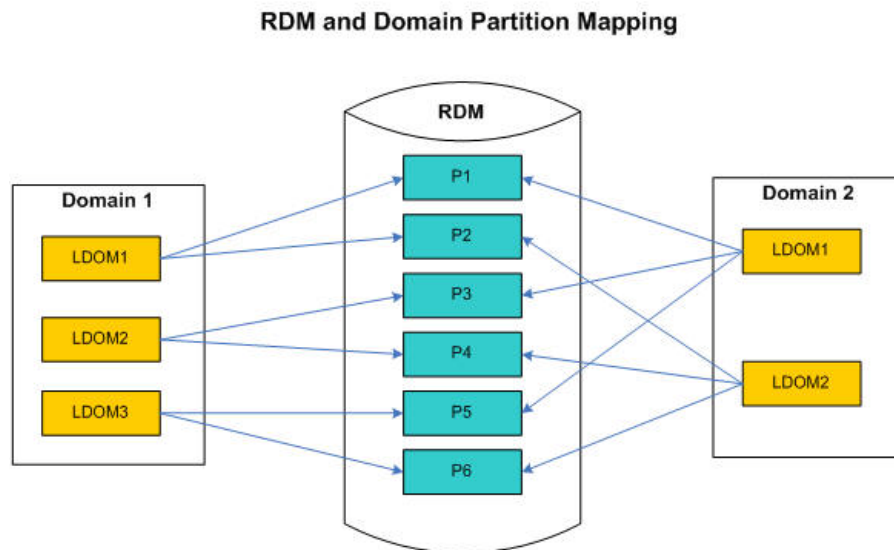 RDM and Domain Partition Mapping
RDM
Domain 1
LDOM1
LDOM2
LDOM3
P1
P2
P3
P4
P5
P6
Domain 2
LDOM1
LDOM2